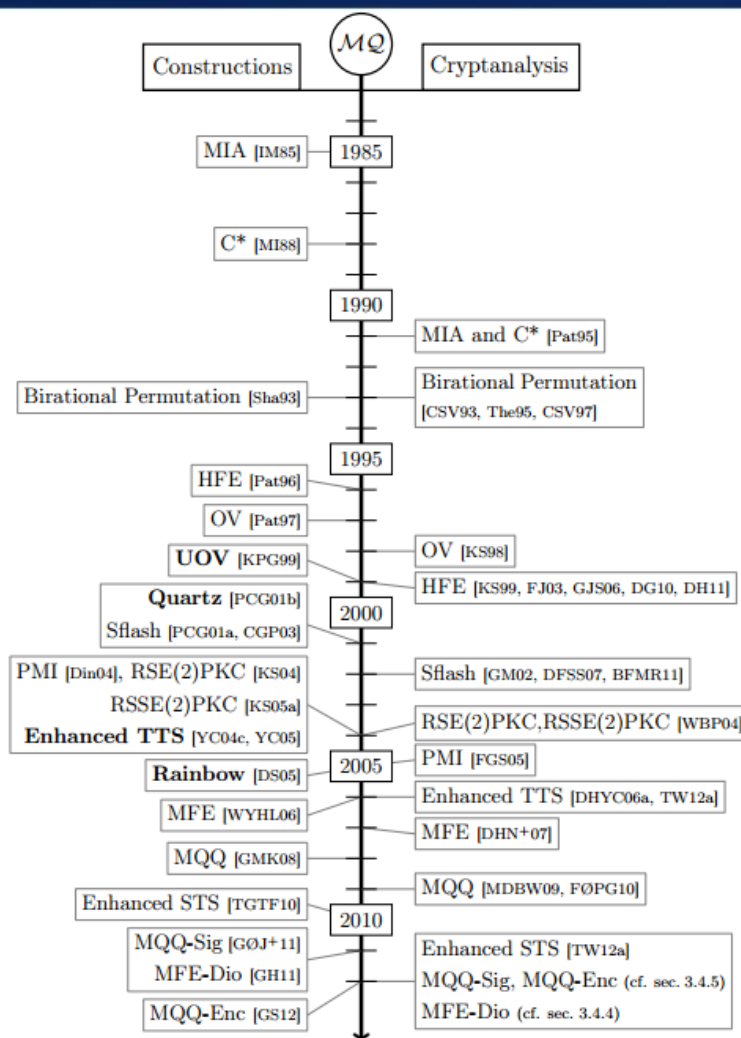 MQ
Constructions
Cryptanalysis
MIA [IM85]
1985
C* [MI88]
1990
MIA and C* [Pat95]
Birational Permutation [Sha93]
Birational Permutation
[CSV93, The95, CSV97]
1995
HFE [Pat96]
OV [Pat97]
OV [KS98]
UOV [KPG99]
HFE [KS99, FJ03, GJS06, DG10, DH11]
Quartz [PCG01b]
Sflash [PCG01a, CGP03]
2000
PMI [Din04], RSE(2)PKC [KS04]
RSSE(2)PKC [KS05a]
Enhanced TTS [YC04c, YC05]
Sflash [GM02, DFSS07, BFMR11]
RSE(2)PKC,RSSE(2)PKC [WBP04]
Rainbow [DS05]
2005
PMI [FGS05]
MFE [WYHL06]
Enhanced TTS [DHYC06a, TW12a]
MFE [DHN+07]
MQQ [GMK08]
MQQ [MDBW09, FØPG10]
Enhanced STS [TGTF10]
2010
MQQ-Sig [GØJ+11]
MFE-Dio [GH11]
Enhanced STS [TW12a]
MQQ-Sig, MQQ-Enc (cf. sec. 3.4.5)
MFE-Dio (cf. sec. 3.4.4)
MQQ-Enc [GS12]